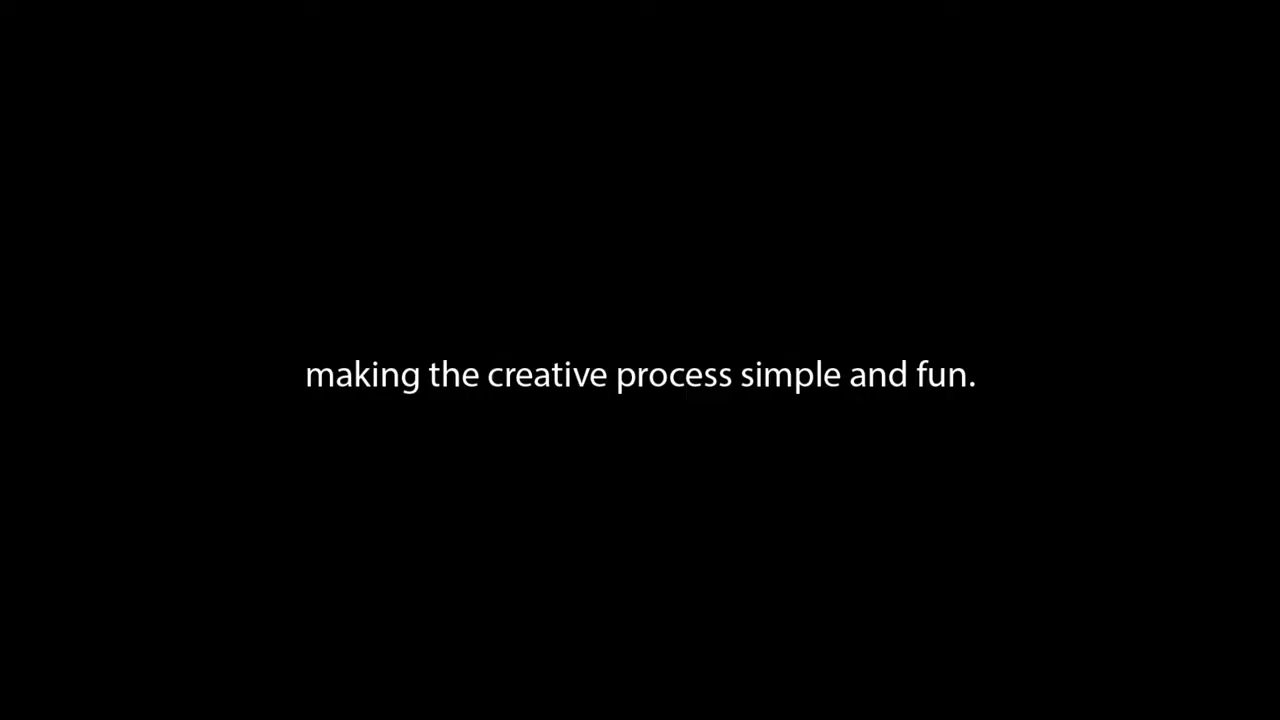 making the creative process simple and fun.